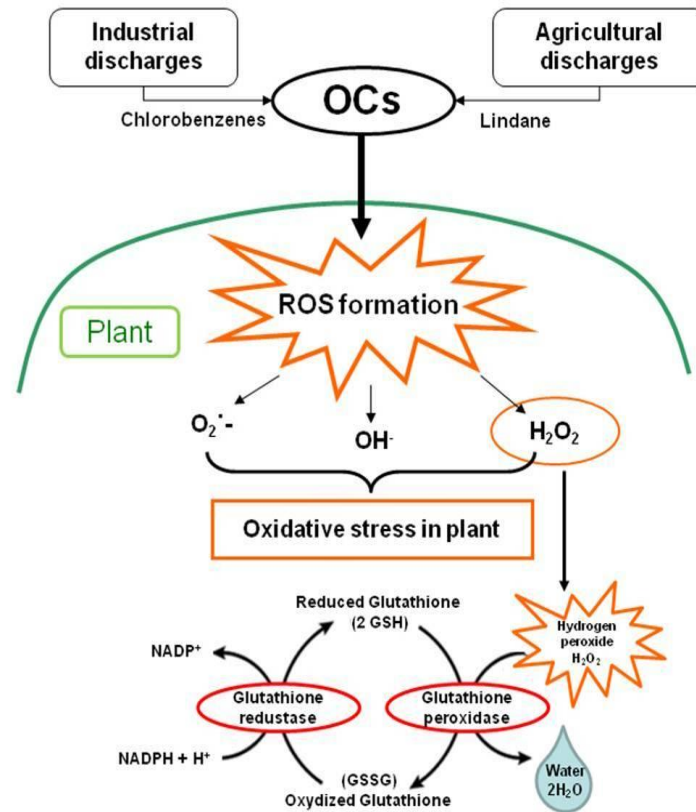 Industrial
discharges
Agricultural
discharges
OCs
Chlorobenzenes
Lindane
ROS formation
Plant
O₂˙-
OH-
H₂O₂
Oxidative stress in plant
Reduced Glutathione
(2 GSH)
Hydrogen
peroxide
H₂O₂
NADP⁺
Glutathione
redustase
Glutathione
peroxidase
NADPH + H⁺
(GSSG)
Oxydized Glutathione
Water
2H₂O